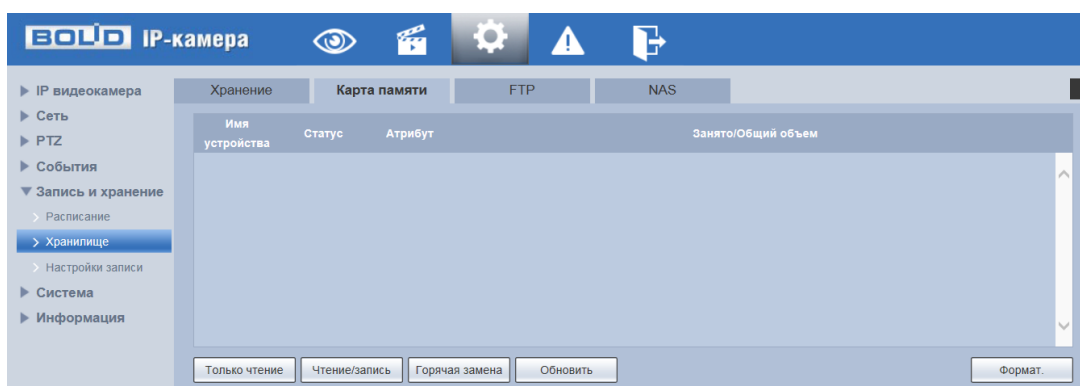 BOLID IP-камера
IP видеокамера
Сеть
PTZ
События
Запись и хранение
Расписание
Хранилище
Настройки записи
Система
Информация
Хранение Карта памяти FTP NAS
Имя устройства Статус Атрибут Занято/Общий объем
Только чтение Чтение/запись Горячая замена Обновить Формат.